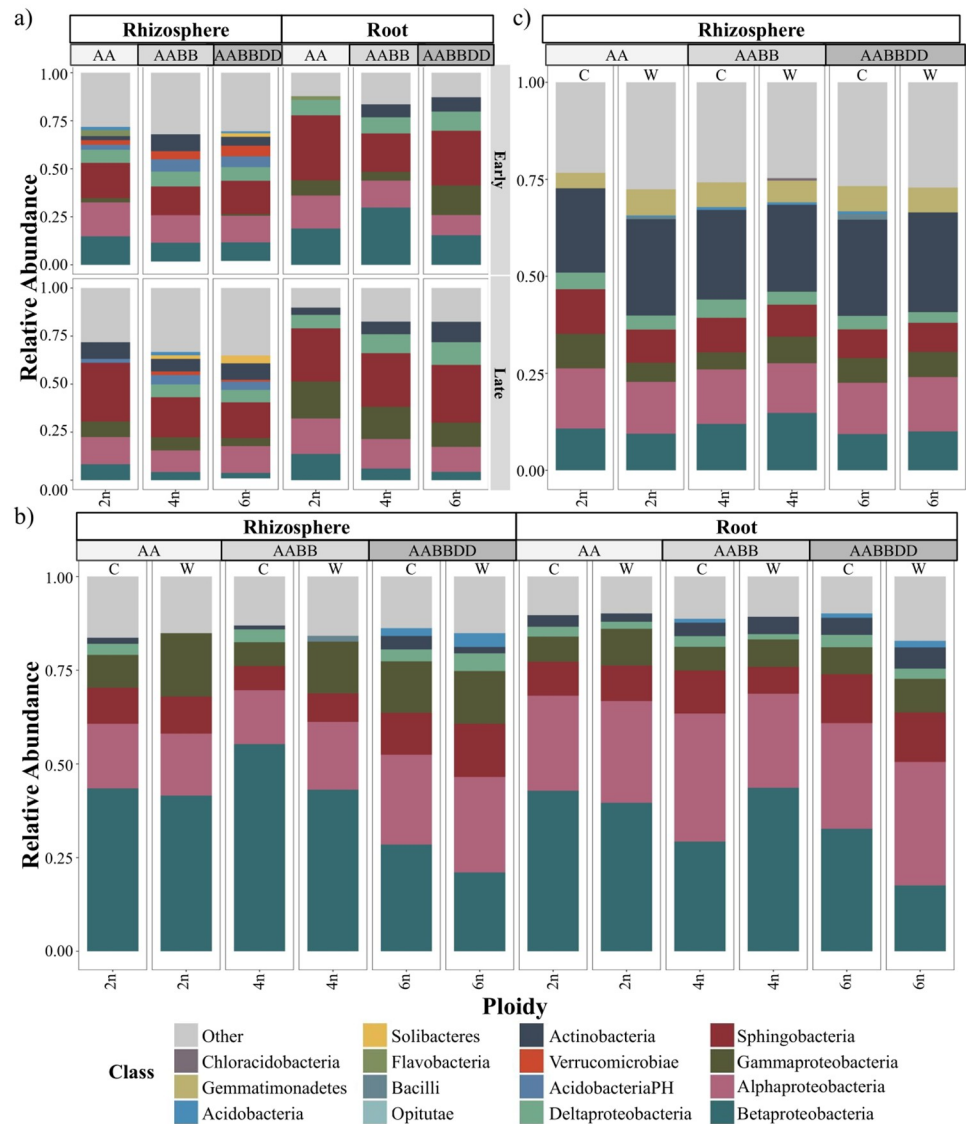 a)
Rhizosphere Root
AA AABB AABBDD AA AABB AABBDD
1.00
0.75
0.50
0.25
0.00
Early
1.00
0.75
0.50
0.25
0.00
Late
Relative Abundance
2n 4n 6n 2n 4n 6n
c)
Rhizosphere
AA AABB AABBDD
C W C W C W
1.00
0.75
0.50
0.25
0.00
2n 2n 4n 4n 6n 6n
b)
Rhizosphere Root
AA AABB AABBDD AA AABB AABBDD
C W C W C W C W C W C W
1.00
0.75
0.50
0.25
0.00
Relative Abundance
2n 2n 4n 4n 6n 6n 2n 2n 4n 4n 6n 6n
Ploidy
Class
Other Solibacteres Actinobacteria Sphingobacteria
Chloracidobacteria Flavobacteria Verrucomicrobiae Gammaproteobacteria
Gemmatimonadetes Bacilli AcidobacteriaPH Alphaproteobacteria
Acidobacteria Opitutae Deltaproteobacteria Betaproteobacteria